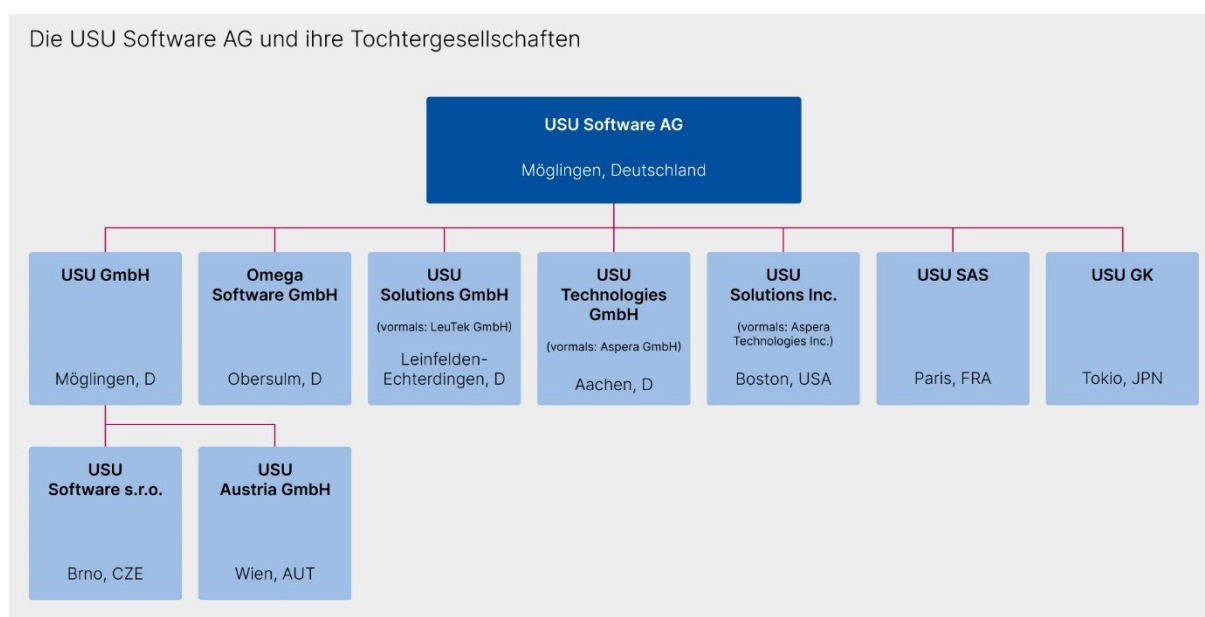 Die USU Software AG und ihre Tochtergesellschaften
USU Software AG
Möglingen, Deutschland
USU GmbH
Möglingen, D
Omega
Software GmbH
Obersulm, D
USU
Solutions GmbH
(vormals: LeuTek GmbH)
Leinfelden-
Echterdingen, D
USU
Technologies
GmbH
(vormals: Aspera GmbH)
Aachen, D
USU
Solutions Inc.
(vormals: Aspera
Technologies Inc.)
Boston, USA
USU SAS
Paris, FRA
USU GK
Tokio, JPN
USU
Software s.r.o.
Brno, CZE
USU
Austria GmbH
Wien, AUT